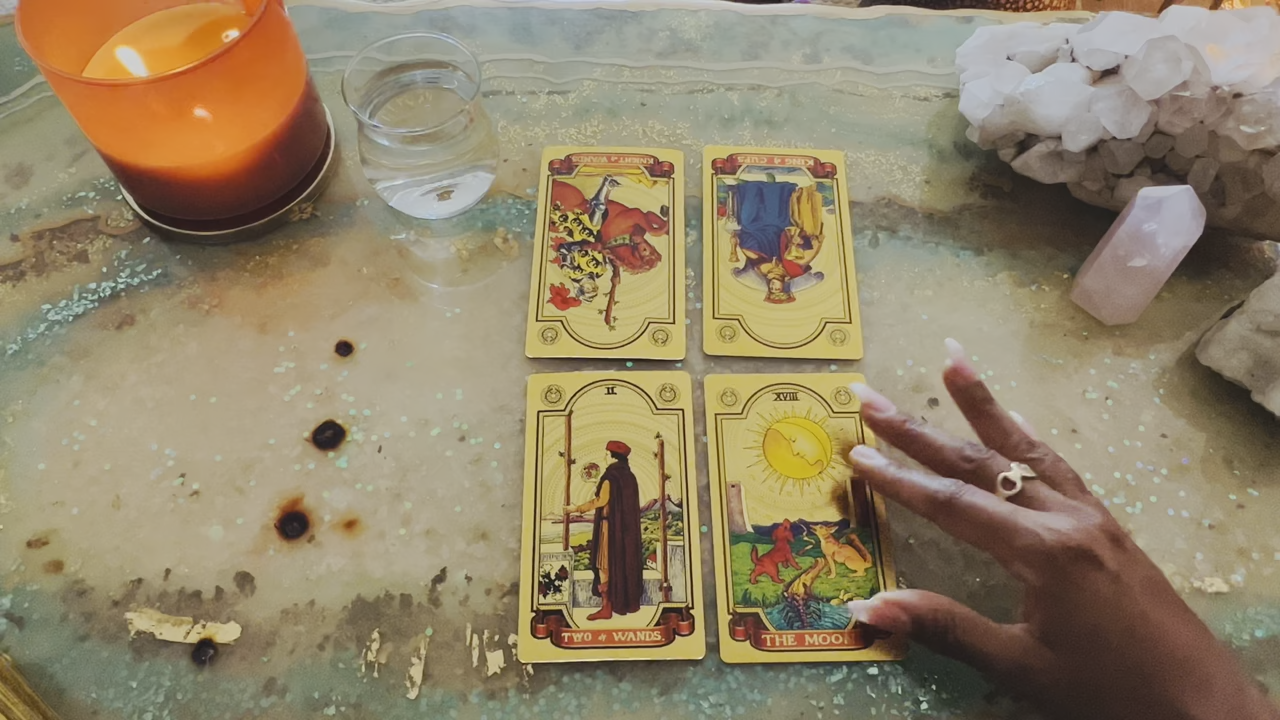 KNIGHT of WANDS.
KING of CUPS.
II
XVIII
TWO of WANDS.
THE MOON